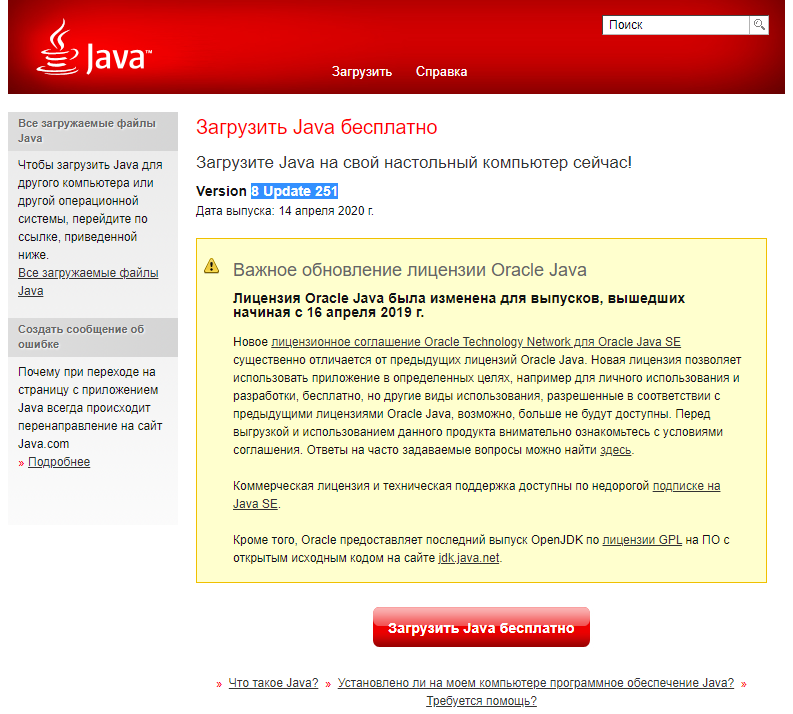 Java™
Поиск
Загрузить Справка
Все загружаемые файлы
Java
Чтобы загрузить Java для
другого компьютера или
другой операционной
системы, перейдите по
ссылке, приведенной
ниже.
Все загружаемые файлы
Java
Создать сообщение об
ошибке
Почему при переходе на
страницу с приложением
Java всегда происходит
перенаправление на сайт
Java.com
» Подробнее
Загрузить Java бесплатно
Загрузите Java на свой настольный компьютер сейчас!
Version 8 Update 251
Дата выпуска: 14 апреля 2020 г.
Важное обновление лицензии Oracle Java
Лицензия Oracle Java была изменена для выпусков, вышедших
начиная с 16 апреля 2019 г.
Новое лицензионное соглашение Oracle Technology Network для Oracle Java SE
существенно отличается от предыдущих лицензий Oracle Java. Новая лицензия позволяет
использовать приложение в определенных целях, например для личного использования и
разработки, бесплатно, но другие виды использования, разрешенные в соответствии с
предыдущими лицензиями Oracle Java, возможно, больше не будут доступны. Перед
выгрузкой и использованием данного продукта внимательно ознакомьтесь с условиями
соглашения. Ответы на часто задаваемые вопросы можно найти здесь.
Коммерческая лицензия и техническая поддержка доступны по недорогой подписке на
Java SE.
Кроме того, Oracle предоставляет последний выпуск OpenJDK по лицензии GPL на ПО с
открытым исходным кодом на сайте jdk.java.net.
Загрузить Java бесплатно
» Что такое Java? » Установлено ли на моем компьютере программное обеспечение Java? »
Требуется помощь?